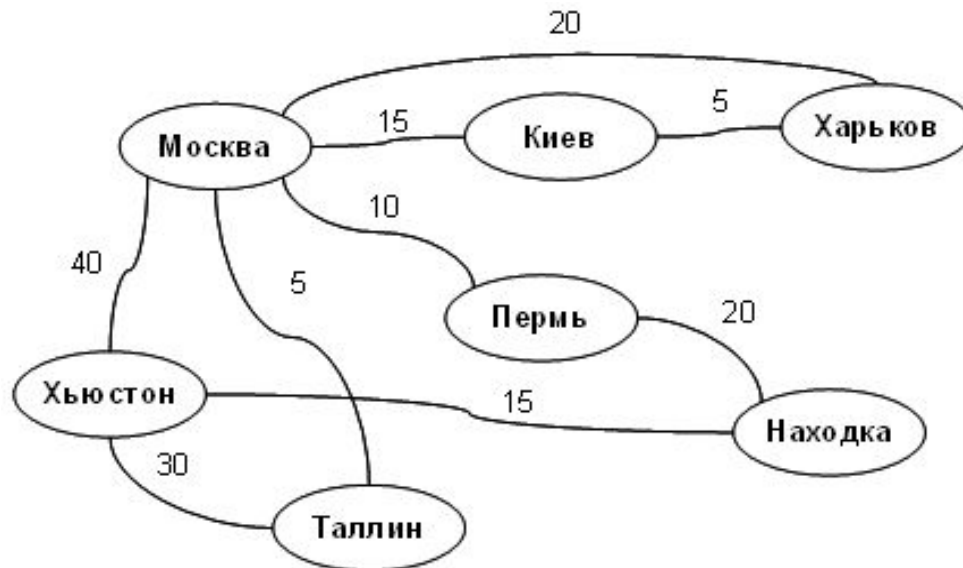 20
Москва
15
Киев
5
Харьков
10
40
5
Пермь
20
Хьюстон
15
Находка
30
Таллин